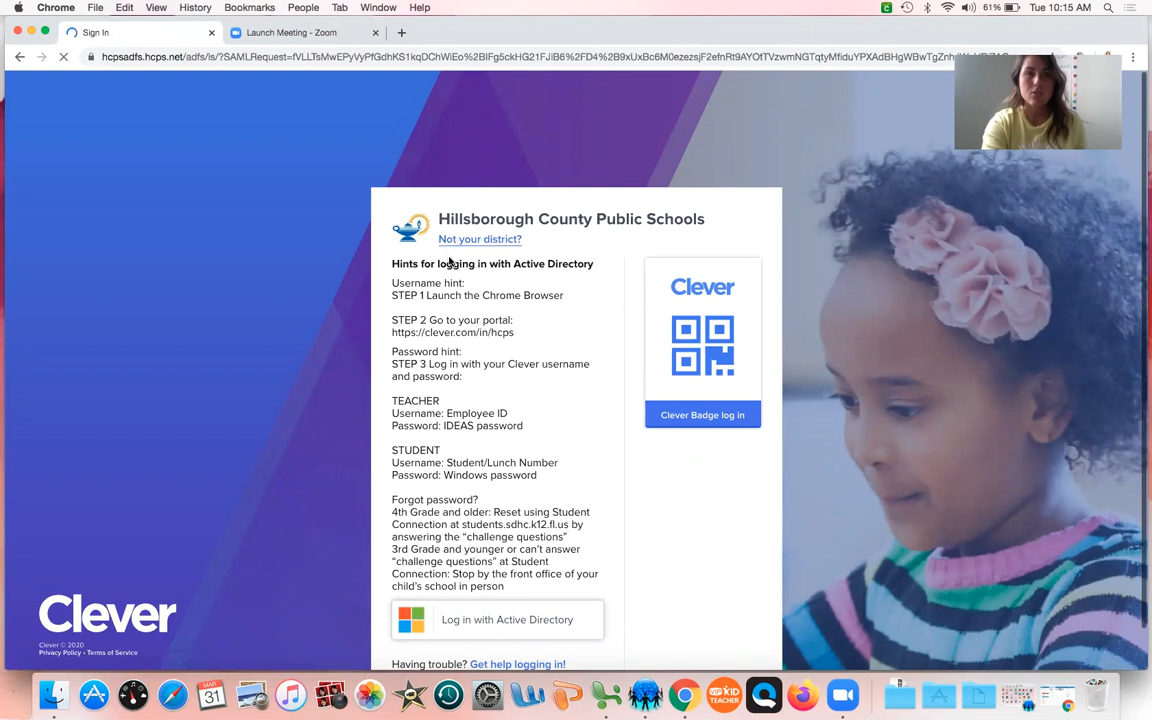 Chrome File Edit View History Bookmarks People Tab Window Help 61% Tue 10:15 AM
Sign In Launch Meeting - Zoom
Hillsborough County Public Schools
Not your district?
Hints for logging in with Active Directory
Username hint:
STEP 1 Launch the Chrome Browser
STEP 2 Go to your portal:
https://clever.com/in/hcps
Password hint:
STEP 3 Log in with your Clever username
and password:
TEACHER
Username: Employee ID
Password: IDEAS password
STUDENT
Username: Student/Lunch Number
Password: Windows password
Forgot password?
4th Grade and older: Reset using Student
Connection at students.sdhc.k12.fl.us by
answering the “challenge questions”
3rd Grade and younger or can’t answer
“challenge questions” at Student
Connection: Stop by the front office of your
child’s school in person
Log in with Active Directory
Having trouble? Get help logging in!
Clever
Clever Badge log in
Clever
Clever © 2020
Privacy Policy - Terms of Service
MAR
31
KID
TEACHER